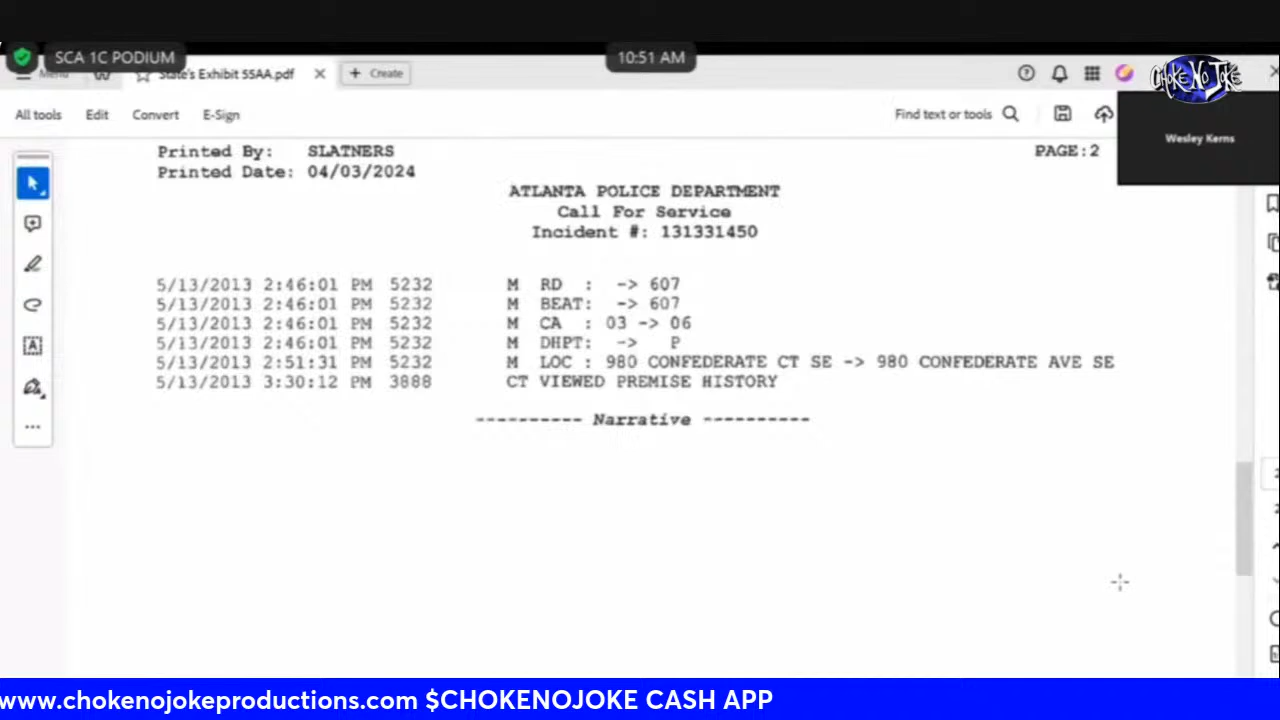 SCA 1C PODIUM
10:51 AM
Menu
State's Exhibit 55AA.pdf
+ Create
CHOKE NO JOKE
All tools
Edit
Convert
E-Sign
Find text or tools
Wesley Kerns
Printed By: SLATNERS
PAGE:2
Printed Date: 04/03/2024
ATLANTA POLICE DEPARTMENT
Call For Service
Incident #: 131331450
5/13/2013 2:46:01 PM 5232 M RD : -> 607
5/13/2013 2:46:01 PM 5232 M BEAT: -> 607
5/13/2013 2:46:01 PM 5232 M CA : 03 -> 06
5/13/2013 2:46:01 PM 5232 M DHPT: -> P
5/13/2013 2:51:31 PM 5232 M LOC : 980 CONFEDERATE CT SE -> 980 CONFEDERATE AVE SE
5/13/2013 3:30:12 PM 3888 CT VIEWED PREMISE HISTORY
---------- Narrative ----------
www.chokenojokeproductions.com $CHOKENOJOKE CASH APP